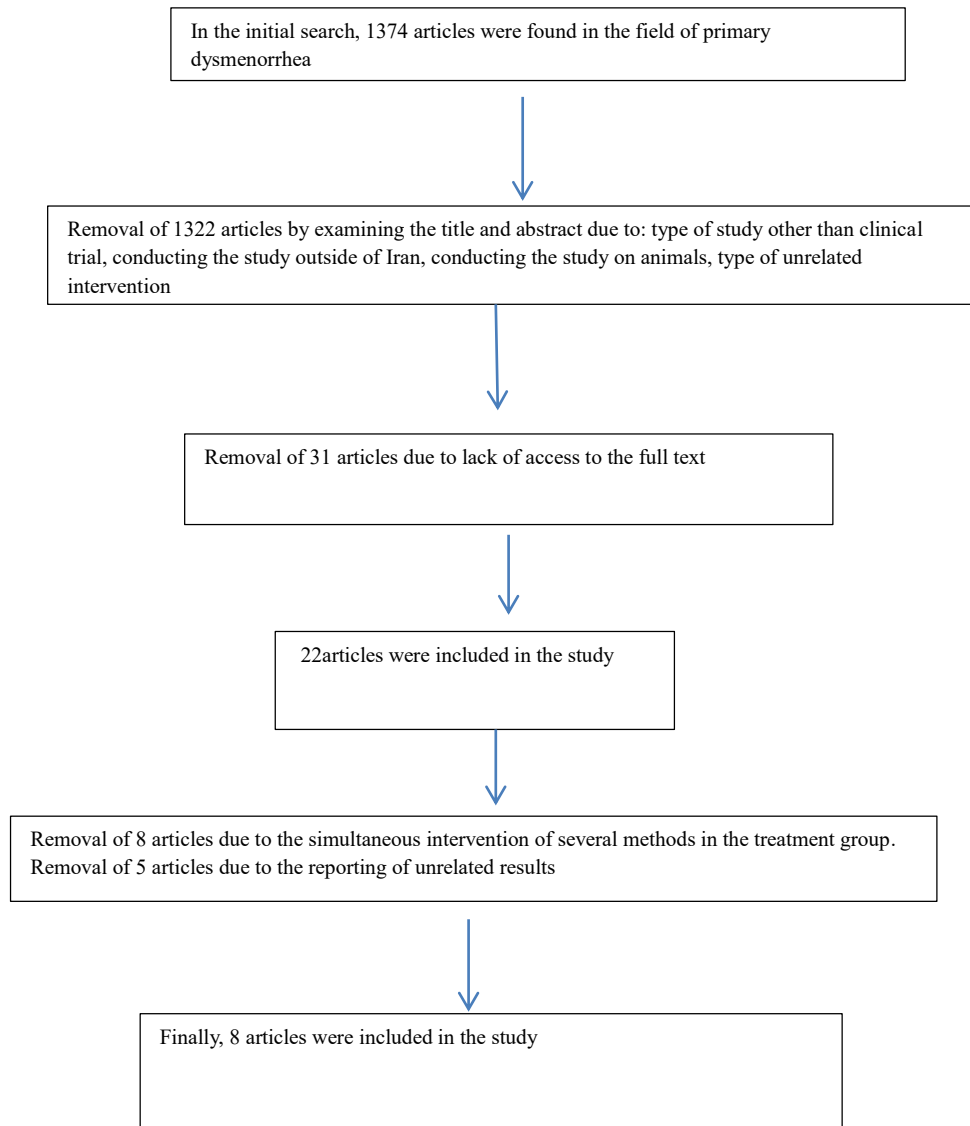 In the initial search, 1374 articles were found in the field of primary
dysmenorrhea
Removal of 1322 articles by examining the title and abstract due to: type of study other than clinical
trial, conducting the study outside of Iran, conducting the study on animals, type of unrelated
intervention
Removal of 31 articles due to lack of access to the full text
22articles were included in the study
Removal of 8 articles due to the simultaneous intervention of several methods in the treatment group.
Removal of 5 articles due to the reporting of unrelated results
Finally, 8 articles were included in the study